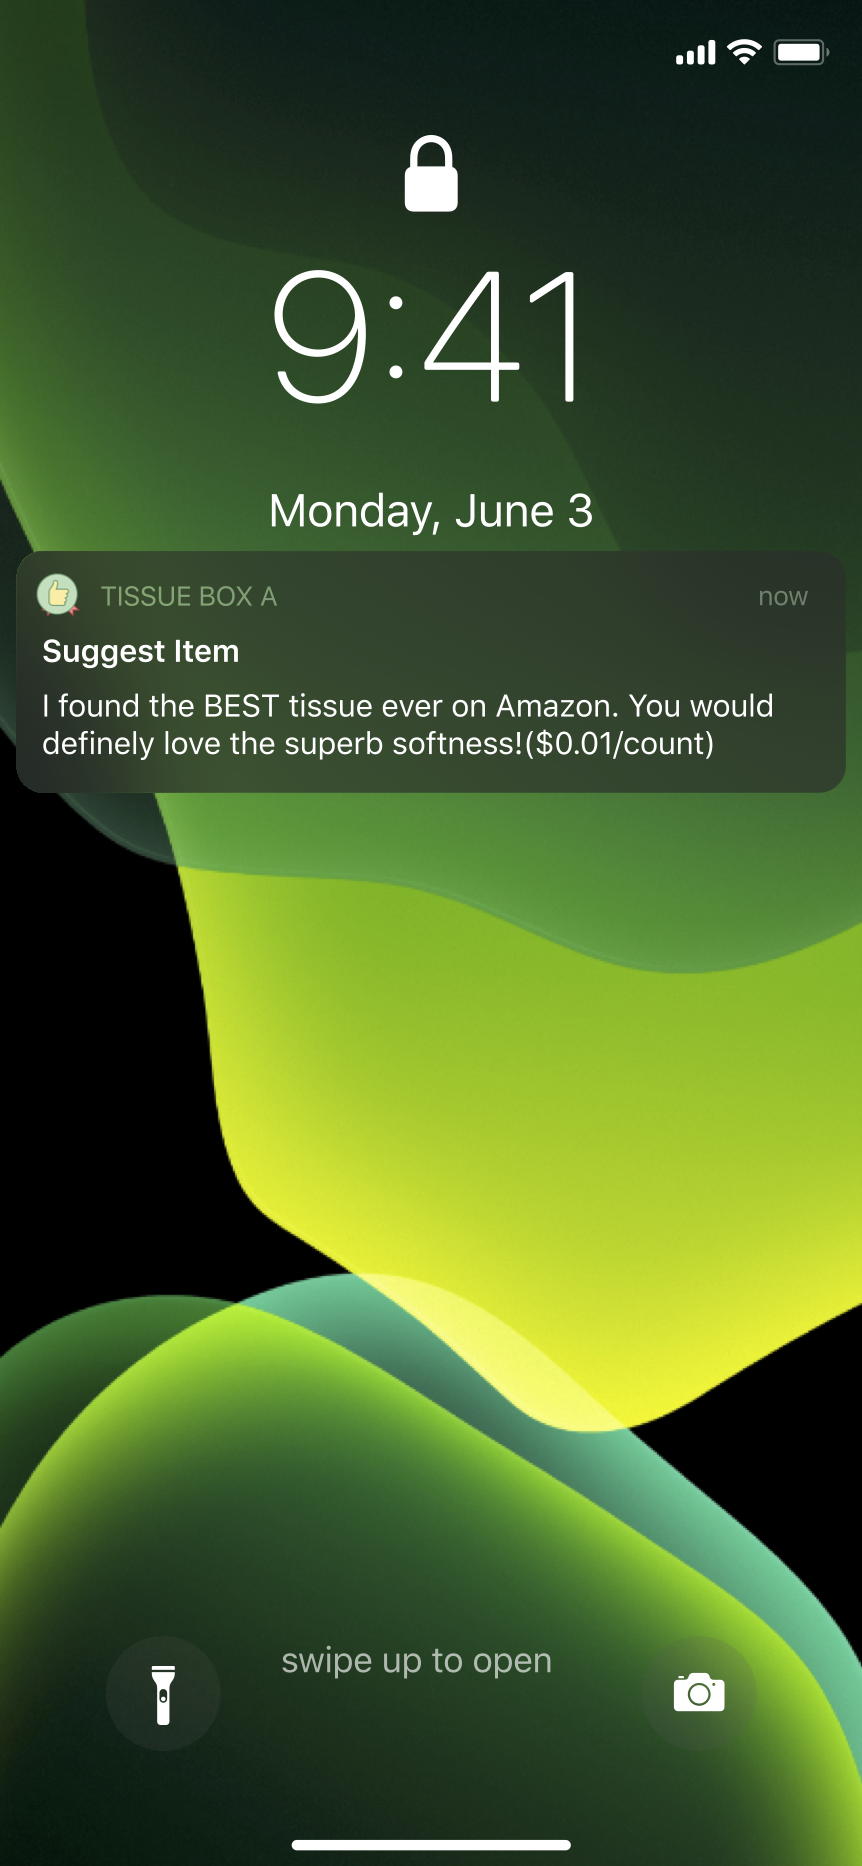 9:41
Monday, June 3
TISSUE BOX A now
Suggest Item
I found the BEST tissue ever on Amazon. You would
definely love the superb softness!($0.01/count)
swipe up to open